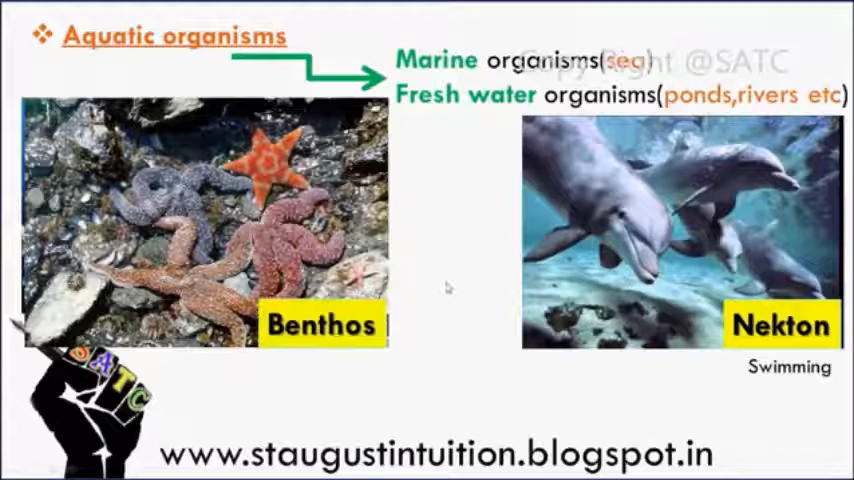 Aquatic organisms
Marine organisms(sea)
Copy Right @SATC
Fresh water organisms(ponds,rivers etc)
Benthos
Nekton
Swimming
SATC
www.staugustintuition.blogspot.in